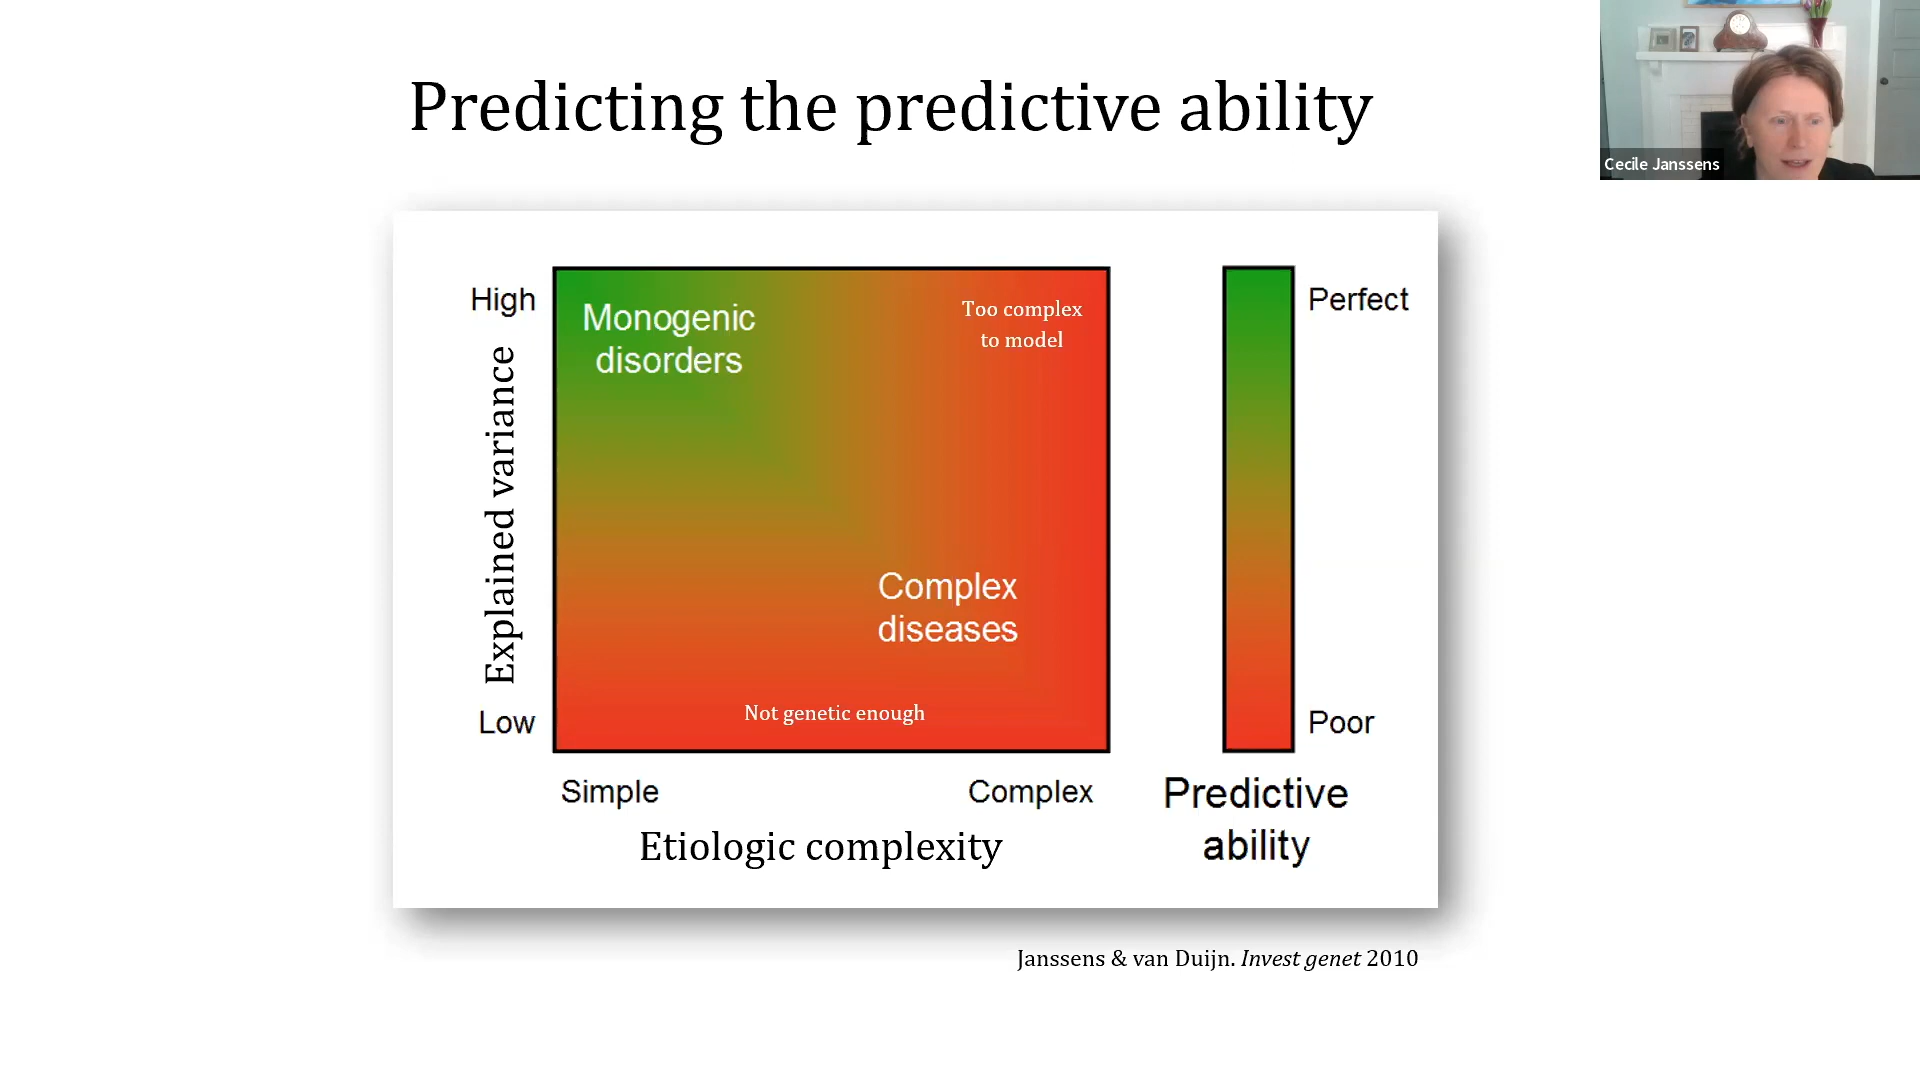 Predicting the predictive ability
Cecile Janssens
High
Explained variance
Low
Monogenic
disorders
Too complex
to model
Complex
diseases
Not genetic enough
Simple
Complex
Etiologic complexity
Perfect
Poor
Predictive
ability
Janssens & van Duijn. Invest genet 2010